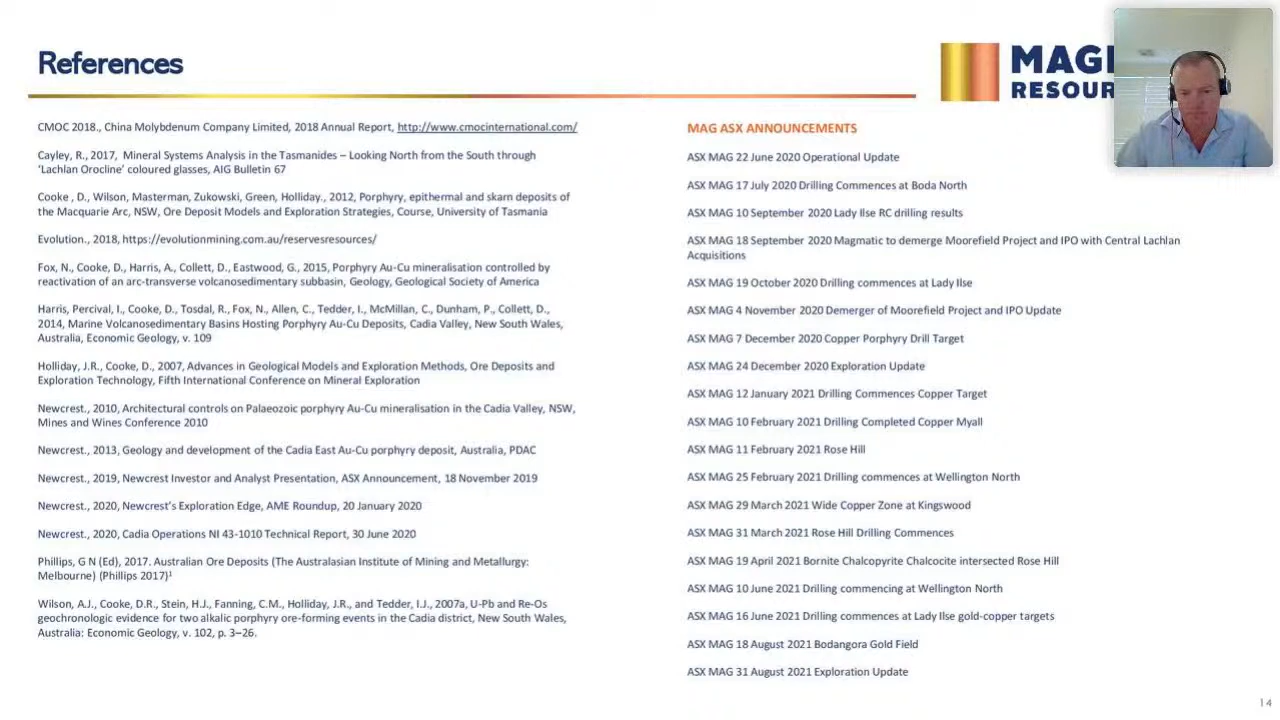 References
MAG
RESOUR
CMOC 2018., China Molybdenum Company Limited, 2018 Annual Report, http://www.cmocinternational.com/
Cayley, R., 2017, Mineral Systems Analysis in the Tasmanides – Looking North from the South through
‘Lachlan Orocline’ coloured glasses, AIG Bulletin 67
Cooke , D., Wilson, Masterman, Zukowski, Green, Holliday., 2012, Porphyry, epithermal and skarn deposits of
the Macquarie Arc, NSW, Ore Deposit Models and Exploration Strategies, Course, University of Tasmania
Evolution., 2018, https://evolutionmining.com.au/reservesresources/
Fox, N., Cooke, D., Harris, A., Collett, D., Eastwood, G., 2015, Porphyry Au-Cu mineralisation controlled by
reactivation of an arc-transverse volcanosedimentary subbasin, Geology, Geological Society of America
Harris, Percival, I., Cooke, D., Tosdal, R., Fox, N., Allen, C., Tedder, I., McMillan, C., Dunham, P., Collett, D.,
2014, Marine Volcanosedimentary Basins Hosting Porphyry Au-Cu Deposits, Cadia Valley, New South Wales,
Australia, Economic Geology, v. 109
Holliday, J.R., Cooke, D., 2007, Advances in Geological Models and Exploration Methods, Ore Deposits and
Exploration Technology, Fifth International Conference on Mineral Exploration
Newcrest., 2010, Architectural controls on Palaeozoic porphyry Au-Cu mineralisation in the Cadia Valley, NSW,
Mines and Wines Conference 2010
Newcrest., 2013, Geology and development of the Cadia East Au-Cu porphyry deposit, Australia, PDAC
Newcrest., 2019, Newcrest Investor and Analyst Presentation, ASX Announcement, 18 November 2019
Newcrest., 2020, Newcrest’s Exploration Edge, AME Roundup, 20 January 2020
Newcrest., 2020, Cadia Operations NI 43-1010 Technical Report, 30 June 2020
Phillips, G N (Ed), 2017. Australian Ore Deposits (The Australasian Institute of Mining and Metallurgy:
Melbourne) (Phillips 2017)¹
Wilson, A.J., Cooke, D.R., Stein, H.J., Fanning, C.M., Holliday, J.R., and Tedder, I.J., 2007a, U-Pb and Re-Os
geochronologic evidence for two alkalic porphyry ore-forming events in the Cadia district, New South Wales,
Australia: Economic Geology, v. 102, p. 3–26.
MAG ASX ANNOUNCEMENTS
ASX MAG 22 June 2020 Operational Update
ASX MAG 17 July 2020 Drilling Commences at Boda North
ASX MAG 10 September 2020 Lady Ilse RC drilling results
ASX MAG 18 September 2020 Magmatic to demerge Moorefield Project and IPO with Central Lachlan
Acquisitions
ASX MAG 19 October 2020 Drilling commences at Lady Ilse
ASX MAG 4 November 2020 Demerger of Moorefield Project and IPO Update
ASX MAG 7 December 2020 Copper Porphyry Drill Target
ASX MAG 24 December 2020 Exploration Update
ASX MAG 12 January 2021 Drilling Commences Copper Target
ASX MAG 10 February 2021 Drilling Completed Copper Myall
ASX MAG 11 February 2021 Rose Hill
ASX MAG 25 February 2021 Drilling commences at Wellington North
ASX MAG 29 March 2021 Wide Copper Zone at Kingswood
ASX MAG 31 March 2021 Rose Hill Drilling Commences
ASX MAG 19 April 2021 Bornite Chalcopyrite Chalcocite intersected Rose Hill
ASX MAG 10 June 2021 Drilling commencing at Wellington North
ASX MAG 16 June 2021 Drilling commences at Lady Ilse gold-copper targets
ASX MAG 18 August 2021 Bodangora Gold Field
ASX MAG 31 August 2021 Exploration Update
14